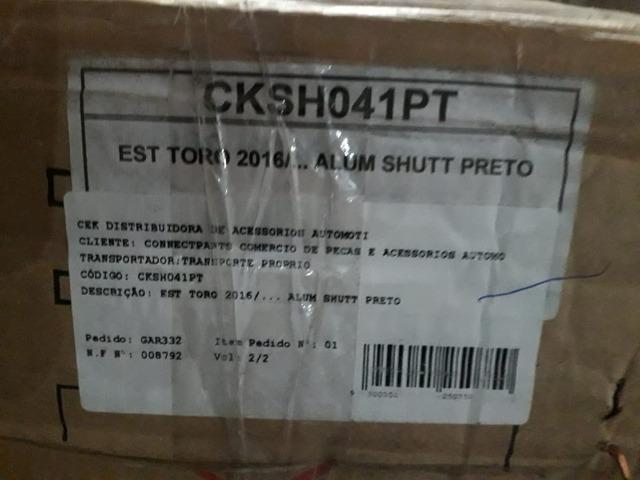 CKSH041PT
EST TORO 2016/... ALUM SHUTT PRETO
CEK DISTRIBUIDORA DE ACESSORIOS AUTOMOTI
CLIENTE: CONNECTPARTS COMERCIO DE PECAS E ACESSORIOS AUTOMO
TRANSPORTADOR:TRANSPORTE PROPRIO
CÓDIGO: CKSH041PT
DESCRIÇÃO: EST TORO 2016/... ALUM SHUTT PRETO
Pedido: GAR332 Item Pedido Nº: 01
N.F Nº: 008792 Vol: 2/2